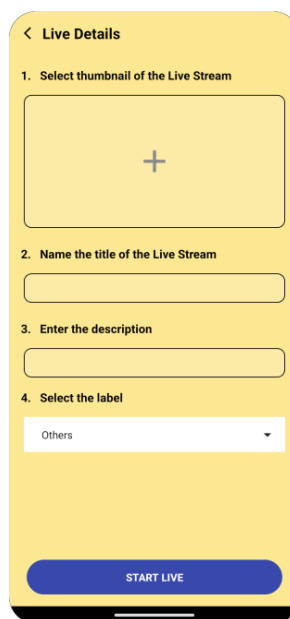 Live Details
1. Select thumbnail of the Live Stream
2. Name the title of the Live Stream
3. Enter the description
4. Select the label
Others
START LIVE